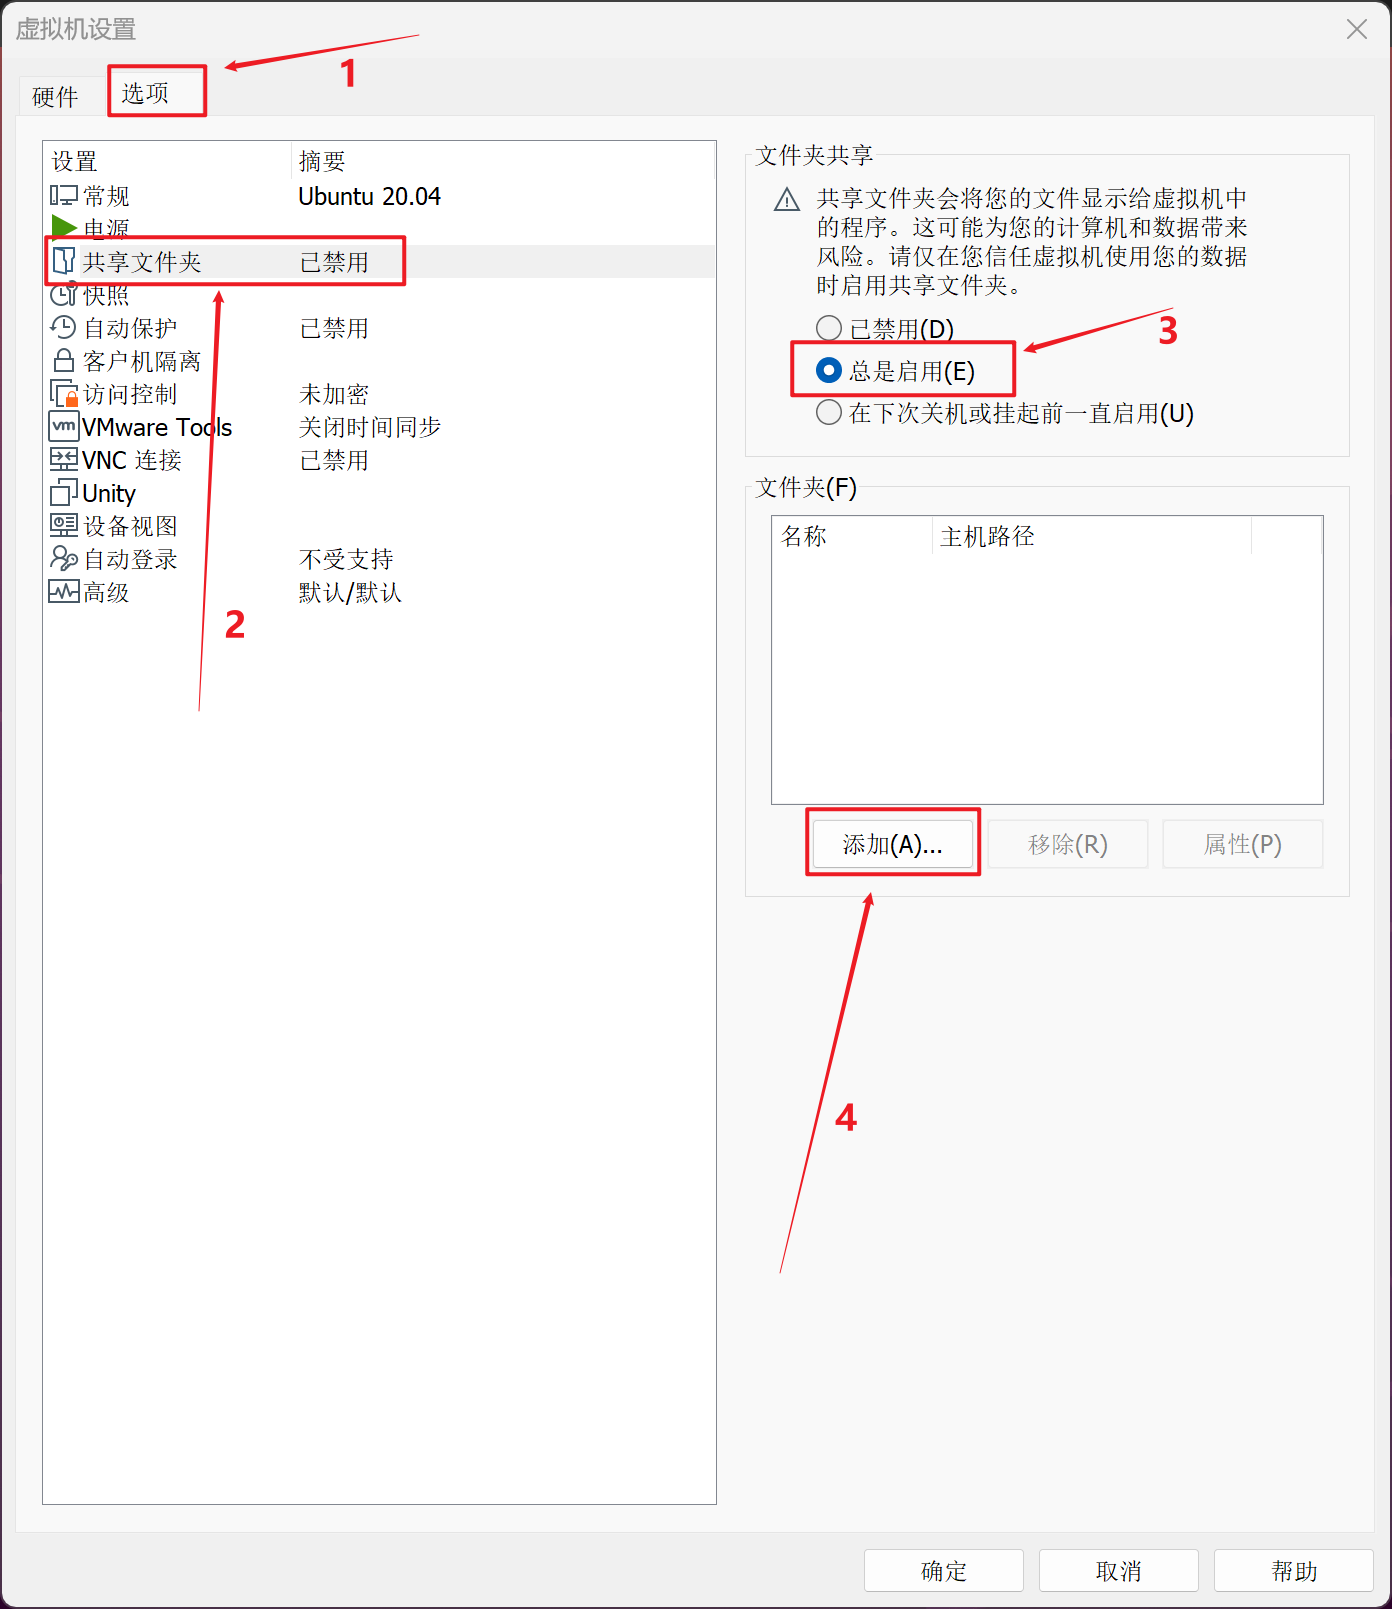 虚拟机设置
1
硬件
选项
设置 摘要
常规 Ubuntu 20.04
电源
共享文件夹 已禁用
快照
自动保护 已禁用
客户机隔离
访问控制 未加密
vm VMware Tools 关闭时间同步
VNC 连接 已禁用
Unity
设备视图
自动登录 不受支持
高级 默认/默认
2
文件夹共享
共享文件夹会将您的文件显示给虚拟机中
的程序。这可能为您的计算机和数据带来
风险。请仅在您信任虚拟机使用您的数据
时启用共享文件夹。
已禁用(D)
3
总是启用(E)
在下次关机或挂起前一直启用(U)
文件夹(F)
名称 主机路径
添加(A)... 移除(R) 属性(P)
4
确定 取消 帮助